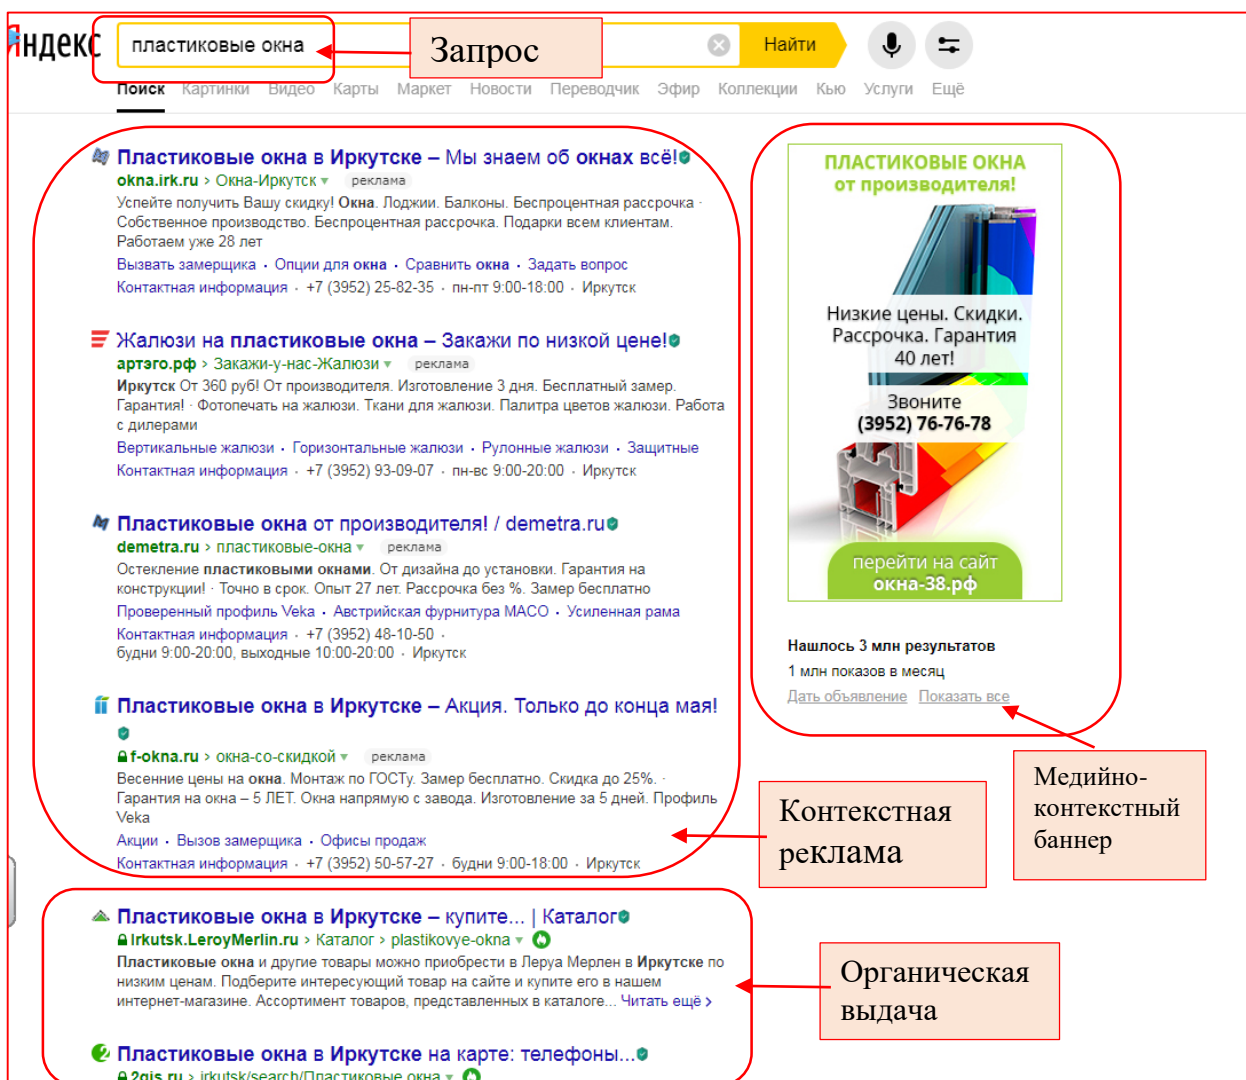 Яндекс
пластиковые окна
Запрос
Найти
Поиск Картинки Видео Карты Маркет Новости Переводчик Эфир Коллекции Кью Услуги Ещё
Пластиковые окна в Иркутске – Мы знаем об окнах всё!
okna.irk.ru › Окна-Иркутск реклама
Успейте получить Вашу скидку! Окна. Лоджии. Балконы. Беспроцентная рассрочка ·
Собственное производство. Беспроцентная рассрочка. Подарки всем клиентам.
Работаем уже 28 лет
Вызвать замерщика · Опции для окна · Сравнить окна · Задать вопрос
Контактная информация · +7 (3952) 25-82-35 · пн-пт 9:00-18:00 · Иркутск
Жалюзи на пластиковые окна – Закажи по низкой цене!
артэго.рф › Закажи-у-нас-Жалюзи реклама
Иркутск От 360 руб! От производителя. Изготовление 3 дня. Бесплатный замер.
Гарантия! · Фотопечать на жалюзи. Ткани для жалюзи. Палитра цветов жалюзи. Работа
с дилерами
Вертикальные жалюзи · Горизонтальные жалюзи · Рулонные жалюзи · Защитные
Контактная информация · +7 (3952) 93-09-07 · пн-вс 9:00-20:00 · Иркутск
Пластиковые окна от производителя! / demetra.ru
demetra.ru › пластиковые-окна реклама
Остекление пластиковыми окнами. От дизайна до установки. Гарантия на
конструкции! · Точно в срок. Опыт 27 лет. Рассрочка без %. Замер бесплатно
Проверенный профиль Veka · Австрийская фурнитура MACO · Усиленная рама
Контактная информация · +7 (3952) 48-10-50 ·
будни 9:00-20:00, выходные 10:00-20:00 · Иркутск
Пластиковые окна в Иркутске – Акция. Только до конца мая!
f-okna.ru › окна-со-скидкой реклама
Весенние цены на окна. Монтаж по ГОСТу. Замер бесплатно. Скидка до 25%. ·
Гарантия на окна – 5 ЛЕТ. Окна напрямую с завода. Изготовление за 5 дней. Профиль
Veka
Акции · Вызов замерщика · Офисы продаж
Контактная информация · +7 (3952) 50-57-27 · будни 9:00-18:00 · Иркутск
ПЛАСТИКОВЫЕ ОКНА
от производителя!
Низкие цены. Скидки.
Рассрочка. Гарантия
40 лет!
Звоните
(3952) 76-76-78
перейти на сайт
окна-38.рф
Нашлось 3 млн результатов
1 млн показов в месяц
Дать объявление Показать все
Медийно-
контекстный
баннер
Контекстная
реклама
Пластиковые окна в Иркутске – купите... | Каталог
Irkutsk.LeroyMerlin.ru › Каталог › plastikovye-okna
Пластиковые окна и другие товары можно приобрести в Леруа Мерлен в Иркутске по
низким ценам. Подберите интересующий товар на сайте и купите его в нашем
интернет-магазине. Ассортимент товаров, представленных в каталоге... Читать ещё ›
Органическая
выдача
Пластиковые окна в Иркутске на карте: телефоны...
2gis.ru › irkutsk/search/Пластиковые окна